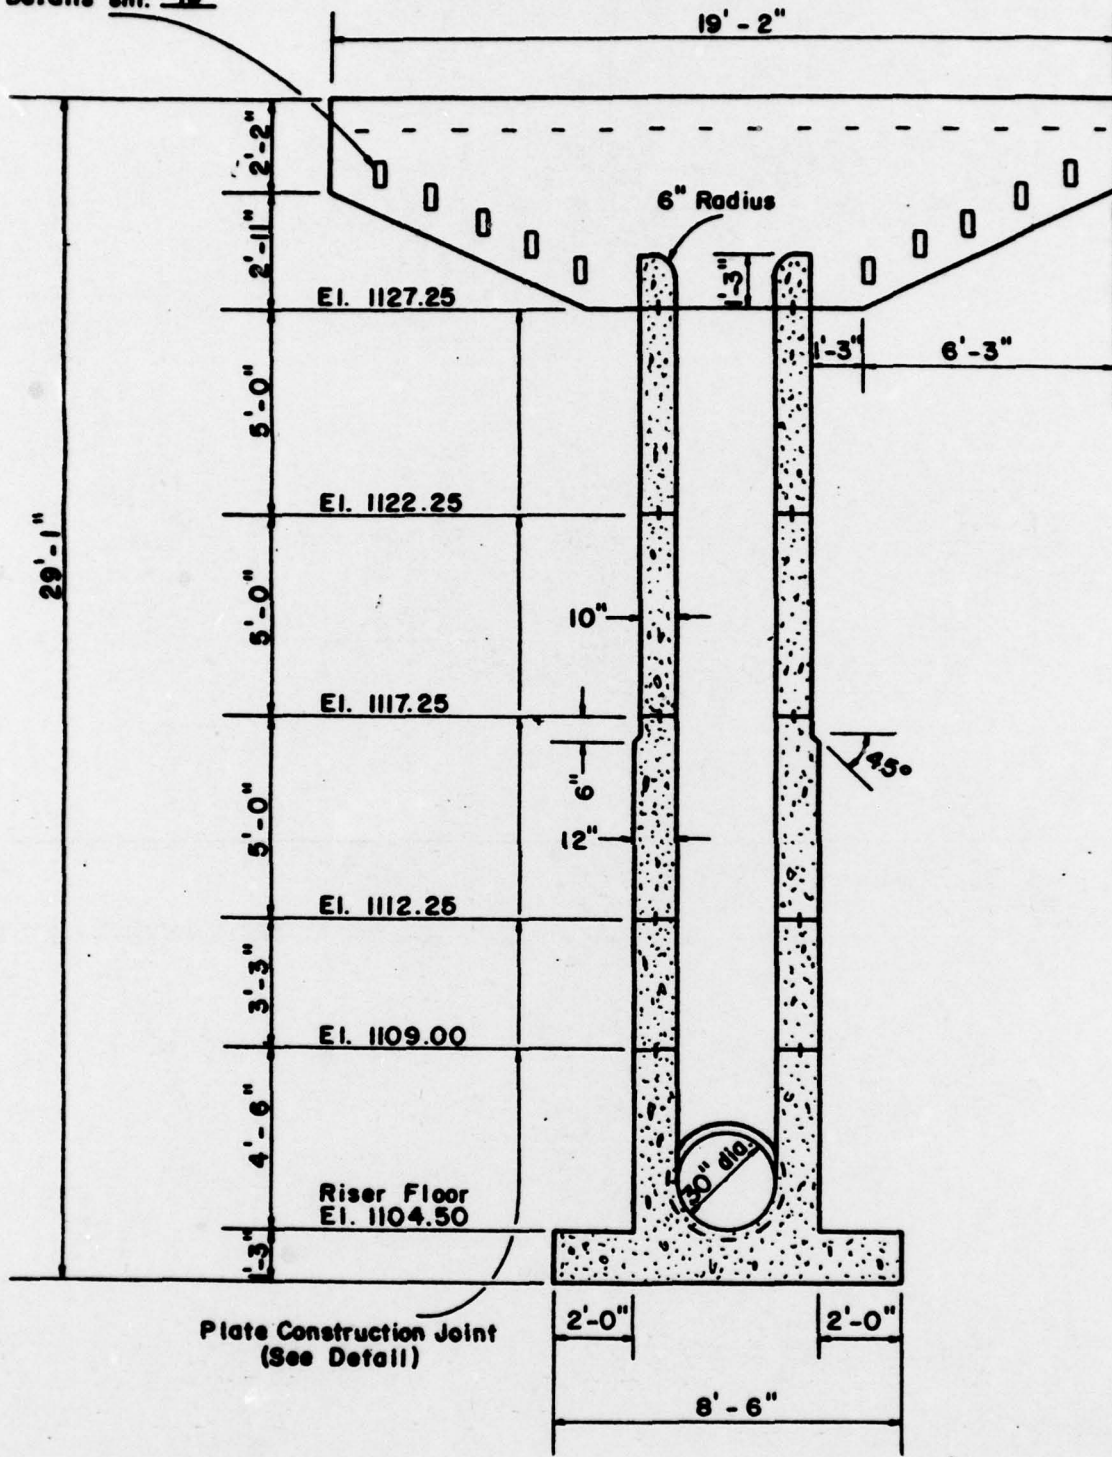 19'-2"
2'-2"
6" Radius
2'-11"
1'-3"
El. 1127.25
1'-3"
6'-3"
5'-0"
El. 1122.25
29'-1"
5'-0"
10"
El. 1117.25
45°
6"
5'-0"
12"
El. 1112.25
3'-3"
El. 1109.00
4'-6"
30" dia.
Riser Floor
El. 1104.50
1'-3"
Plate Construction Joint
(See Detail)
2'-0"
2'-0"
8'-6"